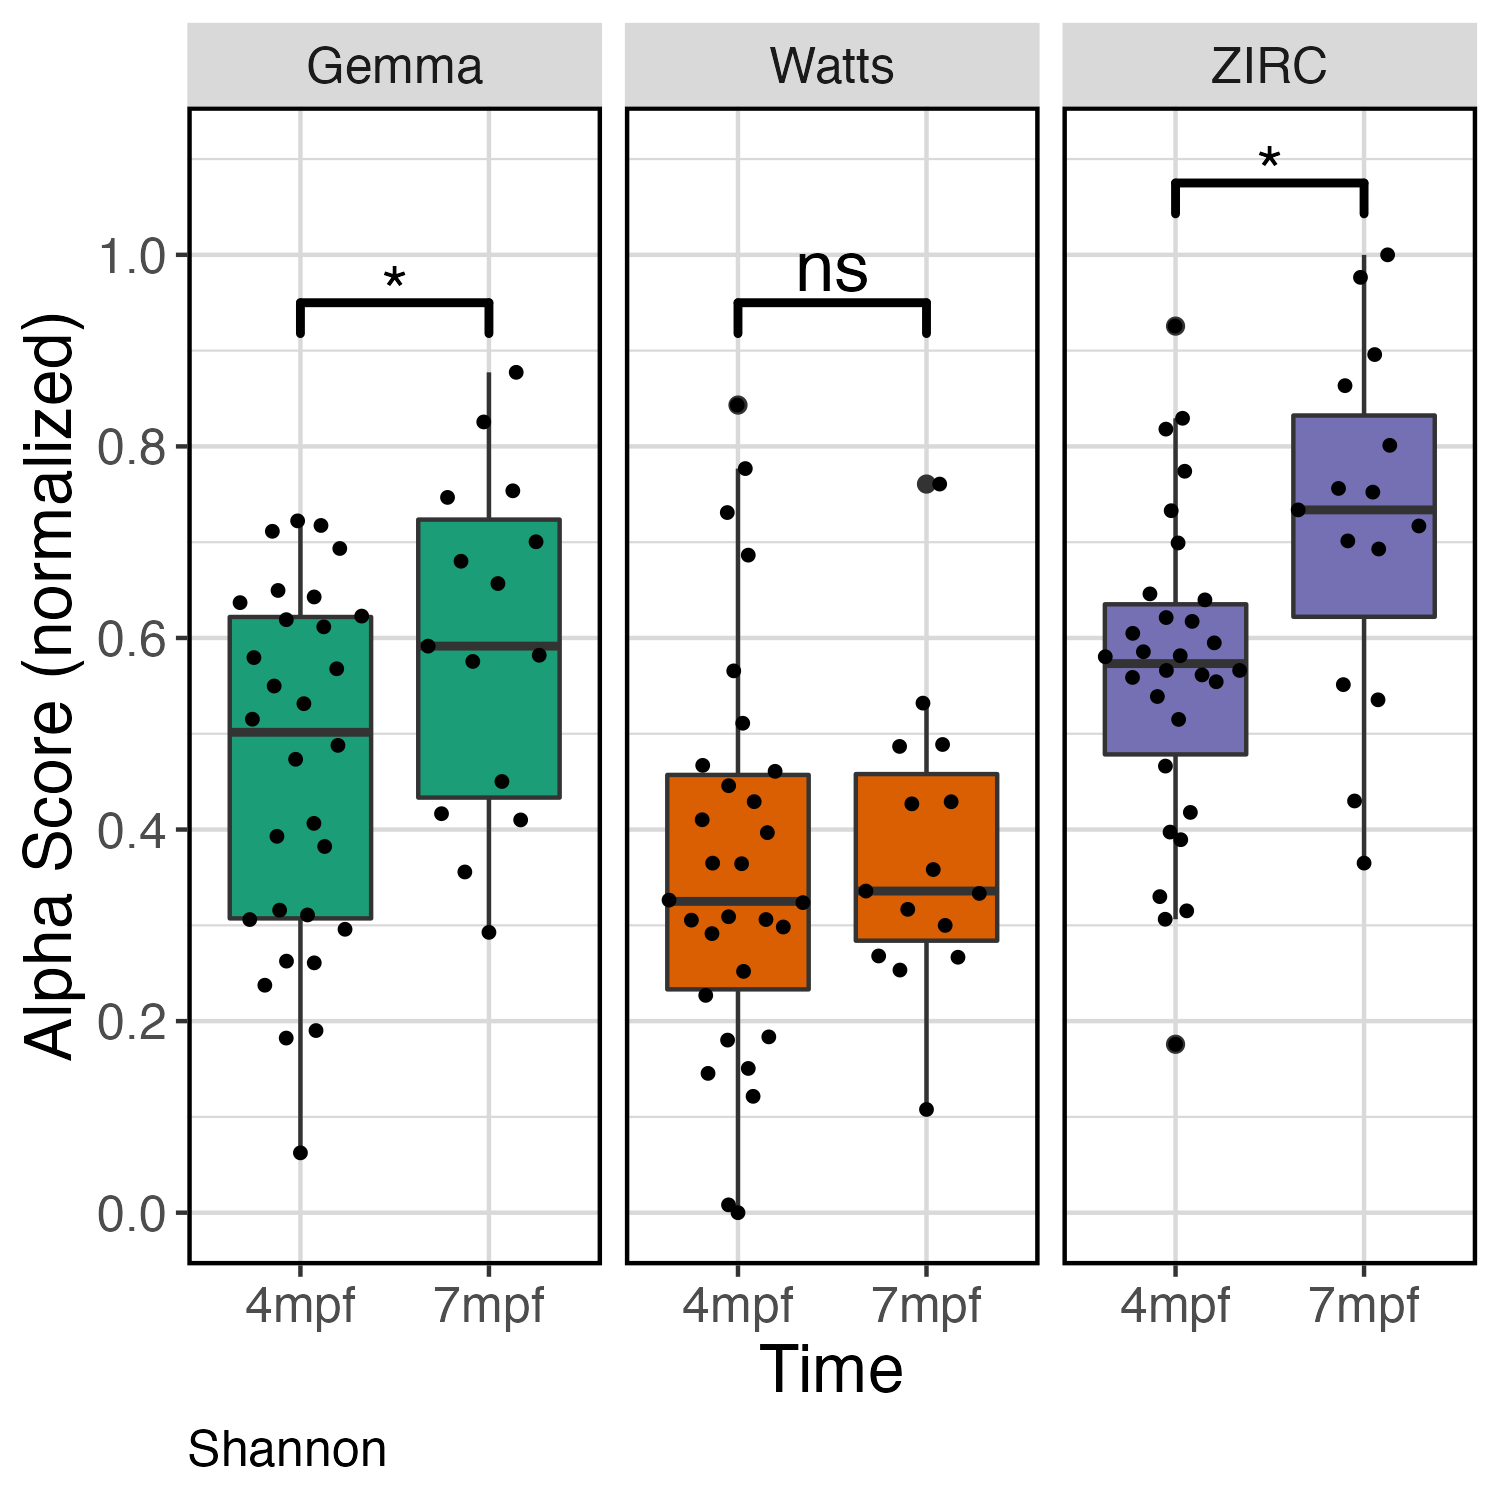 Gemma Watts ZIRC
*
ns
*
Alpha Score (normalized)
1.0
0.8
0.6
0.4
0.2
0.0
4mpf 7mpf 4mpf 7mpf 4mpf 7mpf
Time
Shannon